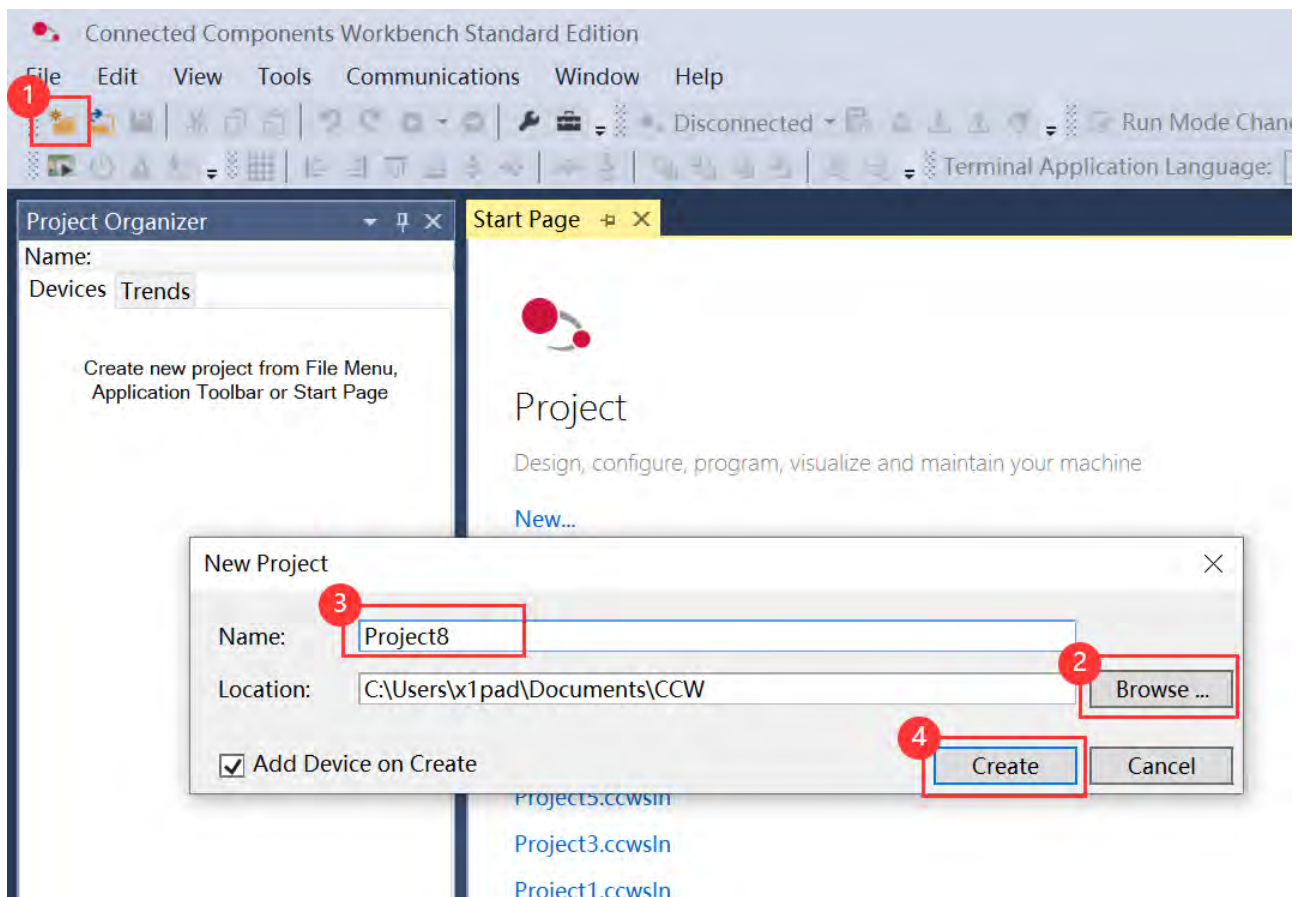 Connected Components Workbench Standard Edition
File Edit View Tools Communications Window Help
1
Disconnected Run Mode Chan
Terminal Application Language:
Project Organizer
Start Page
Name:
Devices Trends
Create new project from File Menu,
Application Toolbar or Start Page
Project
Design, configure, program, visualize and maintain your machine
New...
New Project
3
Name: Project8
2
Location: C:\Users\x1pad\Documents\CCW Browse ...
4
Add Device on Create Create Cancel
Project5.ccwsln
Project3.ccwsln
Project1.ccwsln